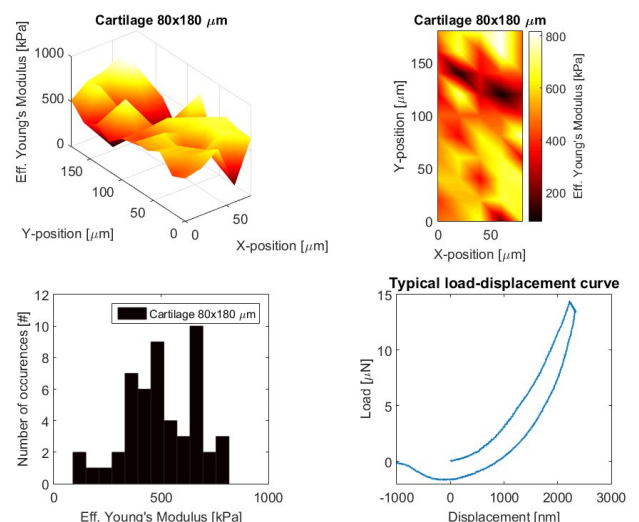 Cartilage 80x180 μm
1000
500
0
Eff. Young's Modulus [kPa]
150
100
50
0
Y-position [μm]
0
50
X-position [μm]
Cartilage 80x180 μm
150
100
50
0
Y-position [μm]
0
50
X-position [μm]
800
600
400
200
Eff. Young's Modulus [kPa]
12
10
8
6
4
2
0
Number of occurences [#]
Cartilage 80x180 μm
0
500
1000
Eff. Young's Modulus [kPa]
Typical load-displacement curve
15
10
5
0
Load [μN]
-1000
0
1000
2000
3000
Displacement [nm]